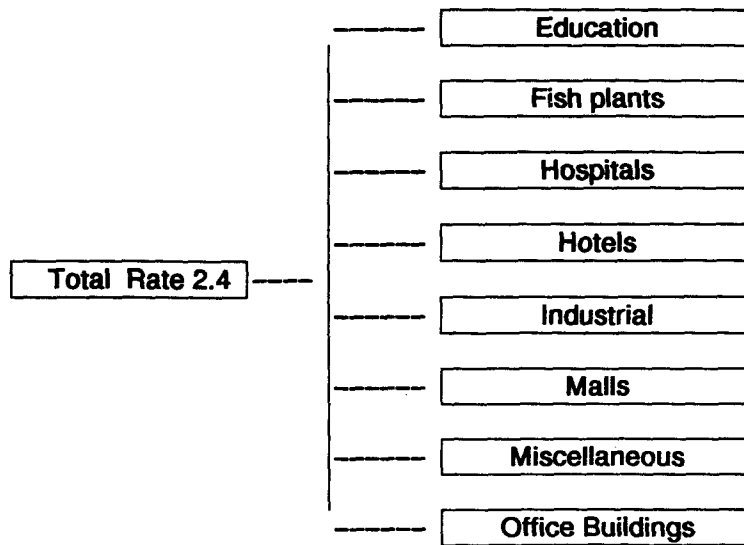 Education
Fish plants
Hospitals
Hotels
Total Rate 2.4
Industrial
Malls
Miscellaneous
Office Buildings